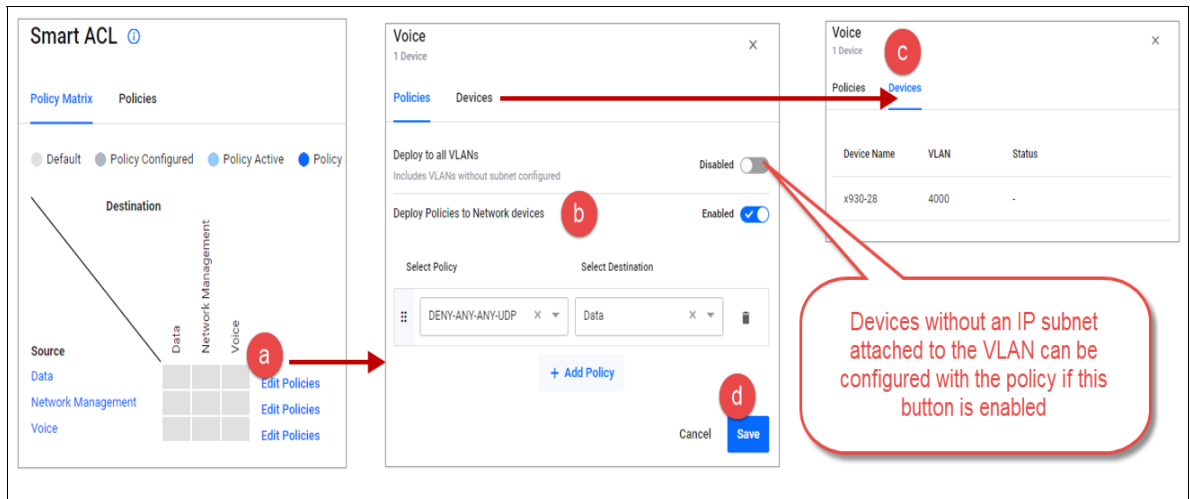 Smart ACL
Policy Matrix Policies
Default Policy Configured Policy Active Policy
Destination
Data
Network Management
Voice
Source
a
Data Edit Policies
Network Management Edit Policies
Voice Edit Policies
Voice
1 Device
Policies Devices
Deploy to all VLANs
Includes VLANs without subnet configured
Disabled
Deploy Policies to Network devices b Enabled
Select Policy Select Destination
DENY-ANY-ANY-UDP Data
+ Add Policy
d
Cancel Save
Voice
1 Device
c
Policies Devices
Device Name VLAN Status
x930-28 4000 -
Devices without an IP subnet
attached to the VLAN can be
configured with the policy if this
button is enabled